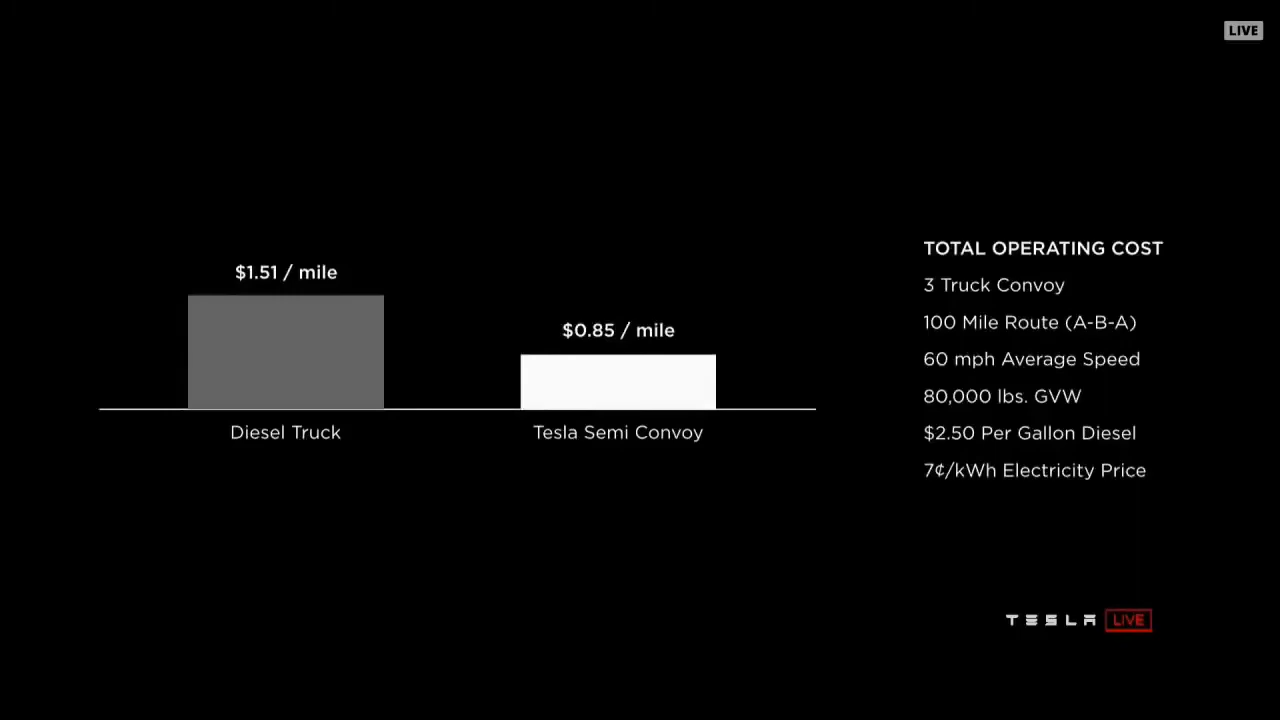 LIVE
$1.51 / mile
$0.85 / mile
Diesel Truck
Tesla Semi Convoy
TOTAL OPERATING COST
3 Truck Convoy
100 Mile Route (A-B-A)
60 mph Average Speed
80,000 lbs. GVW
$2.50 Per Gallon Diesel
7¢/kWh Electricity Price
TESLA LIVE